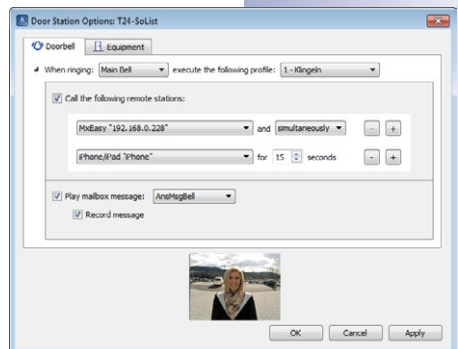 Door Station Options: T24-SoList
Doorbell Equipment
When ringing: Main Bell execute the following profile: 1 - Klingeln
Call the following remote stations:
MxEasy "192.168.0.228" and simultaneously - +
iPhone/iPad "iPhone" for 15 seconds - +
Play mailbox message: AnsMsgBell
Record message
OK Cancel Apply